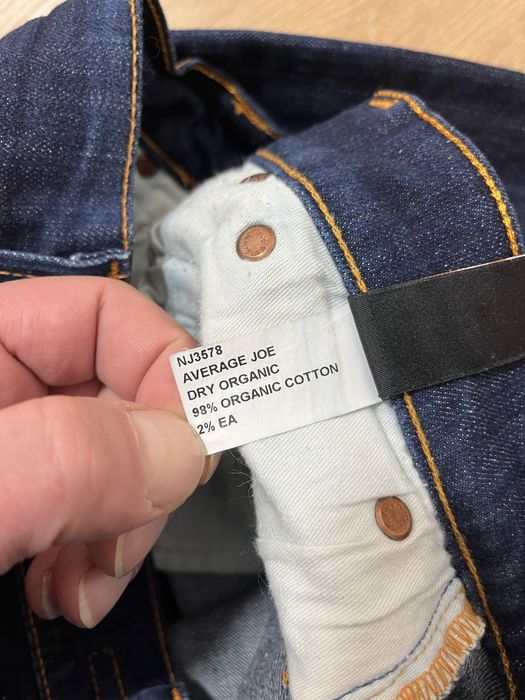 NJ3578
AVERAGE JOE
DRY ORGANIC
98% ORGANIC COTTON
2% EA